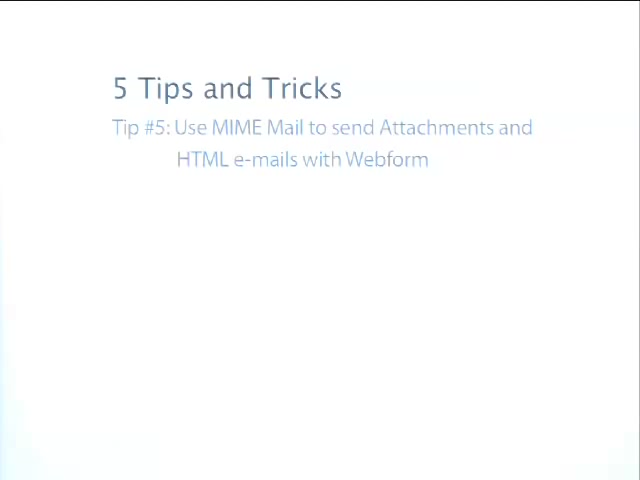 5 Tips and Tricks
Tip #5: Use MIME Mail to send Attachments and
HTML e-mails with Webform